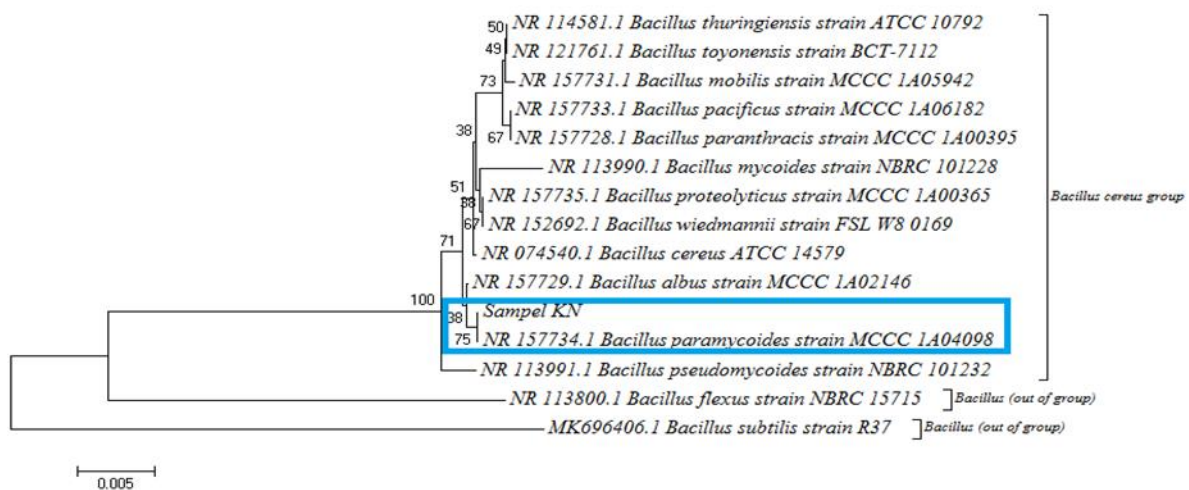 50
NR 114581.1 Bacillus thuringiensis strain ATCC 10792
49
NR 121761.1 Bacillus toyonensis strain BCT-7112
73
NR 157731.1 Bacillus mobilis strain MCCC 1A05942
NR 157733.1 Bacillus pacificus strain MCCC 1A06182
38
67
NR 157728.1 Bacillus paranthracis strain MCCC 1A00395
NR 113990.1 Bacillus mycoides strain NBRC 101228
51
38
NR 157735.1 Bacillus proteolyticus strain MCCC 1A00365
Bacillus cereus group
67
NR 152692.1 Bacillus wiedmannii strain FSL W8 0169
71
NR 074540.1 Bacillus cereus ATCC 14579
NR 157729.1 Bacillus albus strain MCCC 1A02146
100
38
Sampel KN
75
NR 157734.1 Bacillus paramycoides strain MCCC 1A04098
NR 113991.1 Bacillus pseudomycoides strain NBRC 101232
NR 113800.1 Bacillus flexus strain NBRC 15715
Bacillus (out of group)
MK696406.1 Bacillus subtilis strain R37
Bacillus (out of group)
0.005